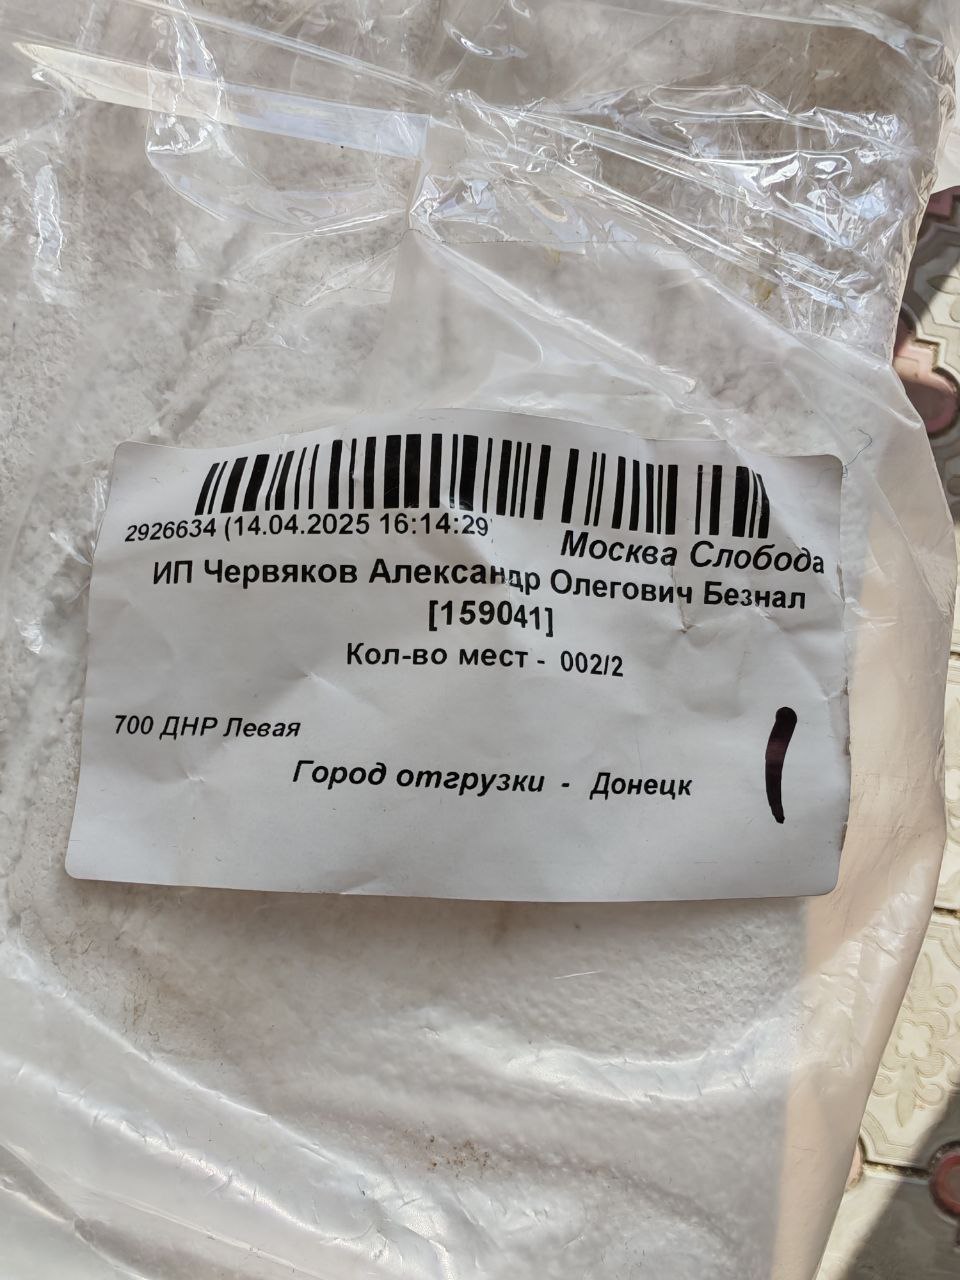 2926634 (14.04.2025 16:14:29)
Москва Слобода
ИП Червяков Александр Олегович Безнал
[159041]
Кол-во мест - 002/2
700 ДНР Левая
Город отгрузки - Донецк